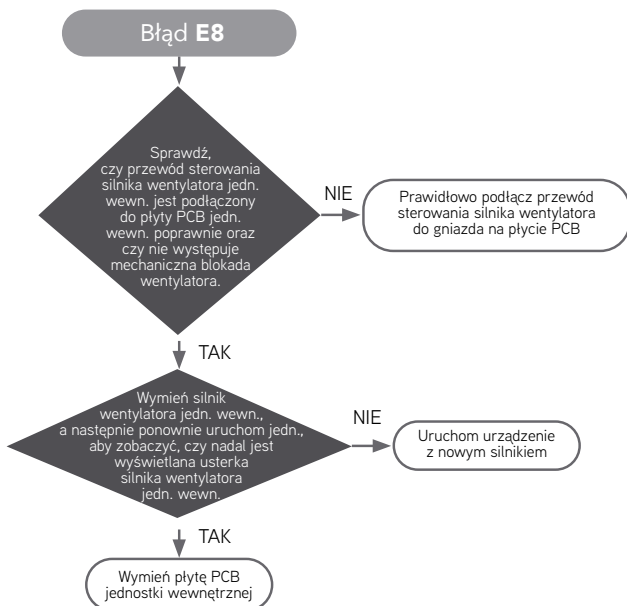 Błąd E8
Sprawdź,
czy przewód sterowania
silnika wentylatora jedn.
wewn. jest podłączony
do płyty PCB jedn.
wewn. poprawnie oraz
czy nie występuje
mechaniczna blokada
wentylatora.
NIE
Prawidłowo podłącz przewód
sterowania silnika wentylatora
do gniazda na płycie PCB
TAK
Wymień silnik
wentylatora jedn. wewn.,
a następnie ponownie uruchom jedn.,
aby zobaczyć, czy nadal jest
wyświetlana usterka
silnika wentylatora
jedn. wewn.
NIE
Uruchom urządzenie
z nowym silnikiem
TAK
Wymień płytę PCB
jednostki wewnętrznej